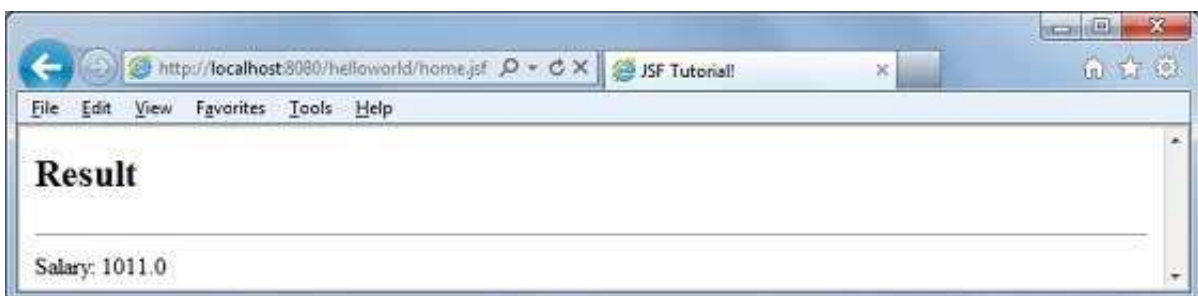 http://localhost:8080/helloworld/home.jsf
JSF Tutorial!
File Edit View Favorites Tools Help
Result
Salary: 1011.0